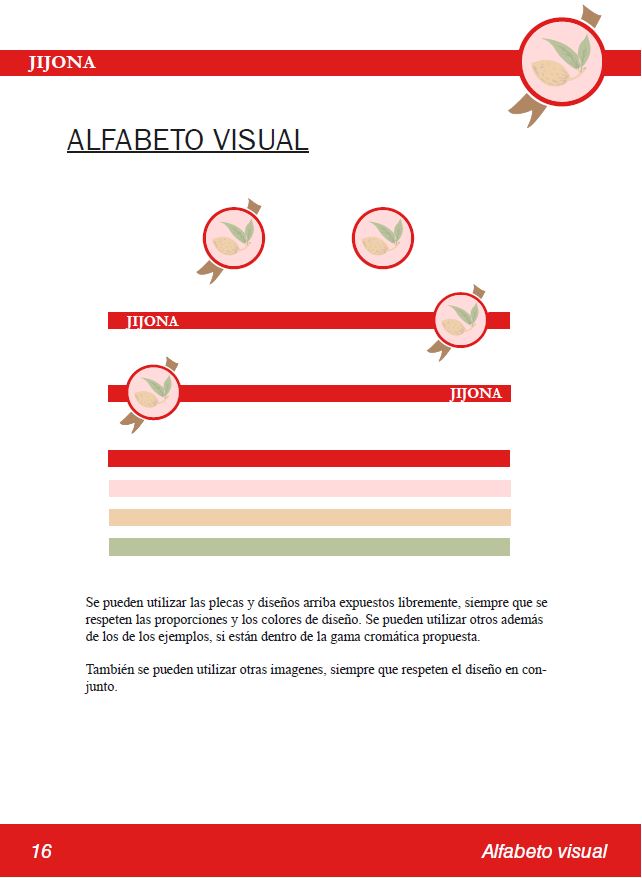 JIJONA
ALFABETO VISUAL
JIJONA
JIJONA
Se pueden utilizar las plecas y diseños arriba expuestos libremente, siempre que se
respeten las proporciones y los colores de diseño. Se pueden utilizar otros además
de los de los ejemplos, si están dentro de la gama cromática propuesta.
También se pueden utilizar otras imagenes, siempre que respeten el diseño en con-
junto.
16
Alfabeto visual